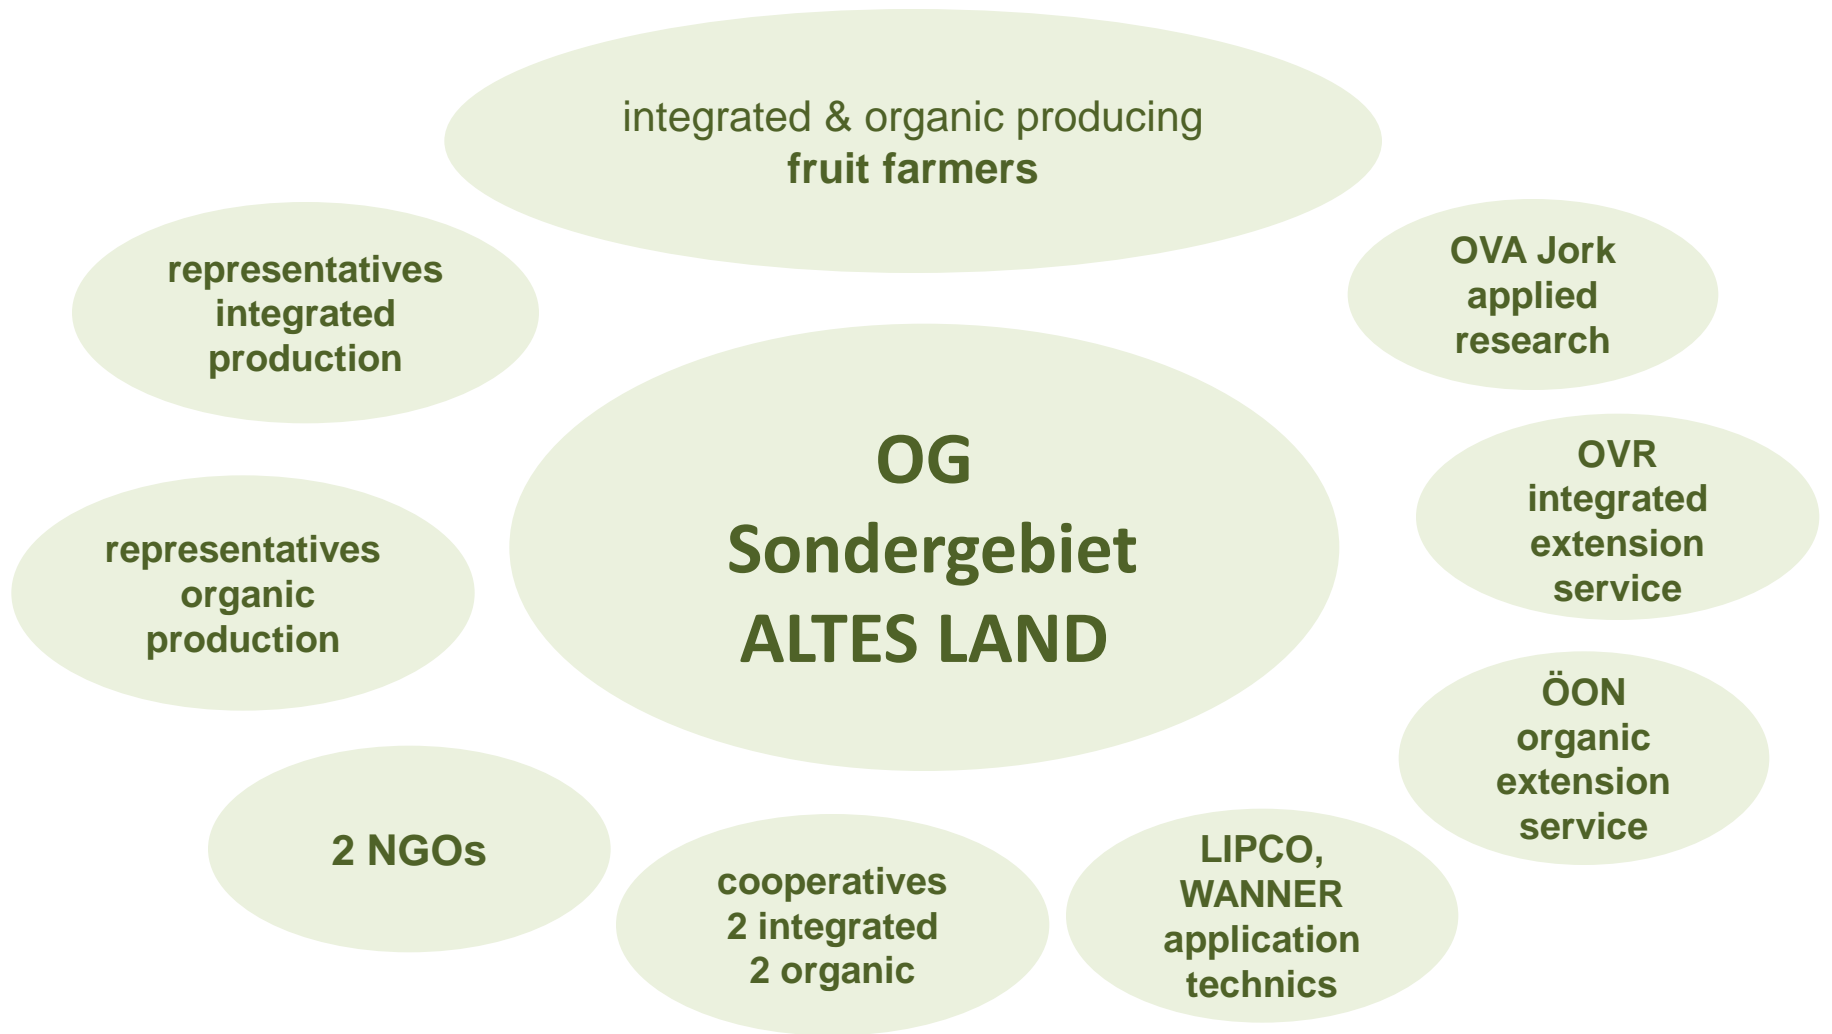 integrated & organic producing
fruit farmers
representatives
integrated
production
OVA Jork
applied
research
OG
Sondergebiet
ALTES LAND
OVR
integrated
extension
service
representatives
organic
production
ÖON
organic
extension
service
2 NGOs
cooperatives
2 integrated
2 organic
LIPCO,
WANNER
application
technics